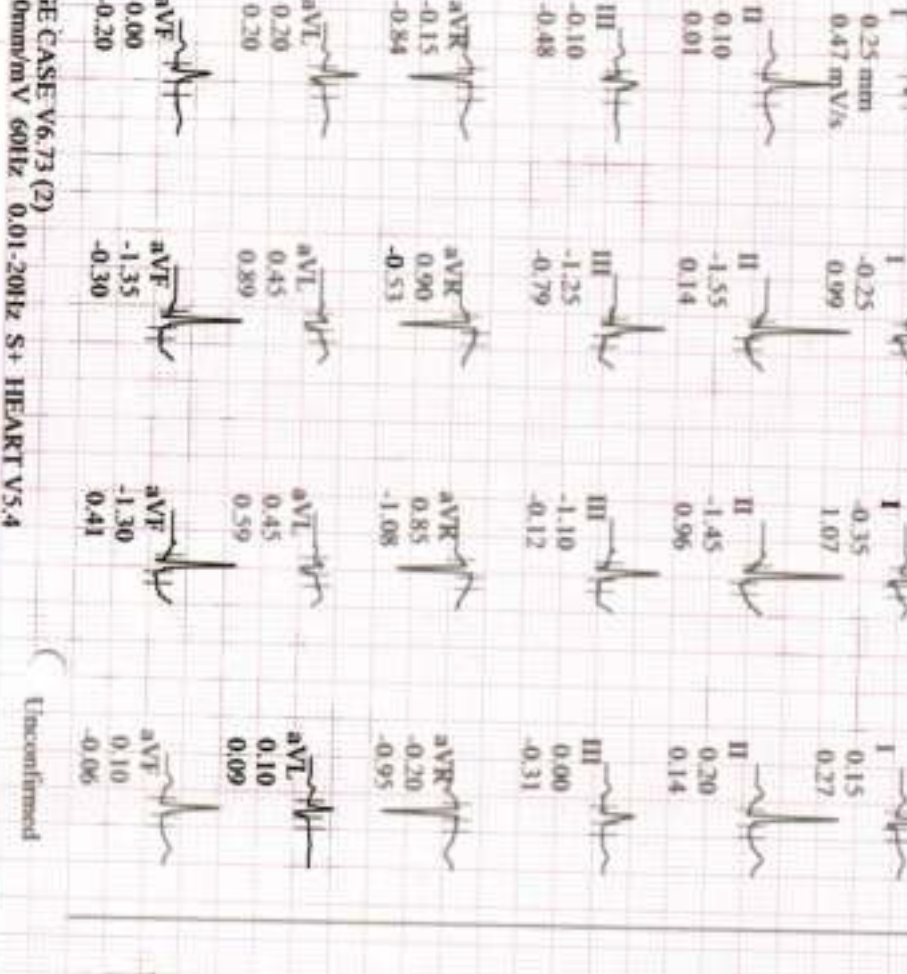 I
0.25 mm
0.47 mV/s
I
-0.25
0.99
I
-0.35
1.07
I
0.15
0.27
II
-0.10
0.01
II
-1.55
0.14
II
-1.45
0.96
II
0.20
0.14
III
-0.10
-0.48
III
-1.25
-0.79
III
-1.10
-0.12
III
0.00
-0.31
aVR
-0.15
-0.84
aVR
0.90
-0.53
aVR
0.85
-1.08
aVR
-0.20
-0.95
aVL
0.20
0.20
aVL
0.45
0.89
aVL
0.45
0.59
aVL
0.10
0.09
aVF
0.00
-0.20
aVF
-1.35
-0.30
aVF
-1.30
0.41
aVF
0.10
-0.06
GE CASE V6.73 (2)
0mm/mV 60Hz 0.01-20Hz S+ HEART V5.4
Unconfirmed